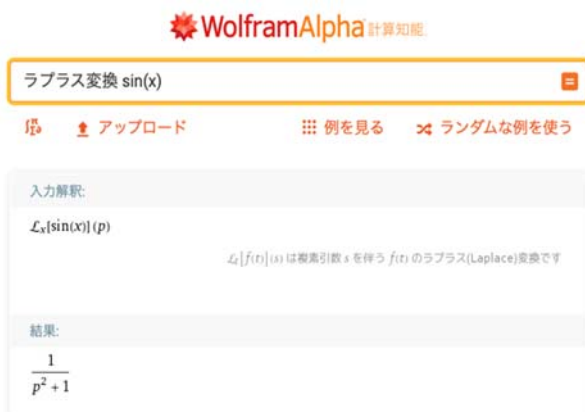 WolframAlpha 計算知能
ラプラス変換 sin(x)
アップロード 例を見る ランダムな例を使う
入力解釈:
ℒₓ[sin(x)](p)
ℒₜ[f(t)](s) は複素引数 s を伴う f(t) のラプラス(Laplace)変換です
結果:
1
p² + 1